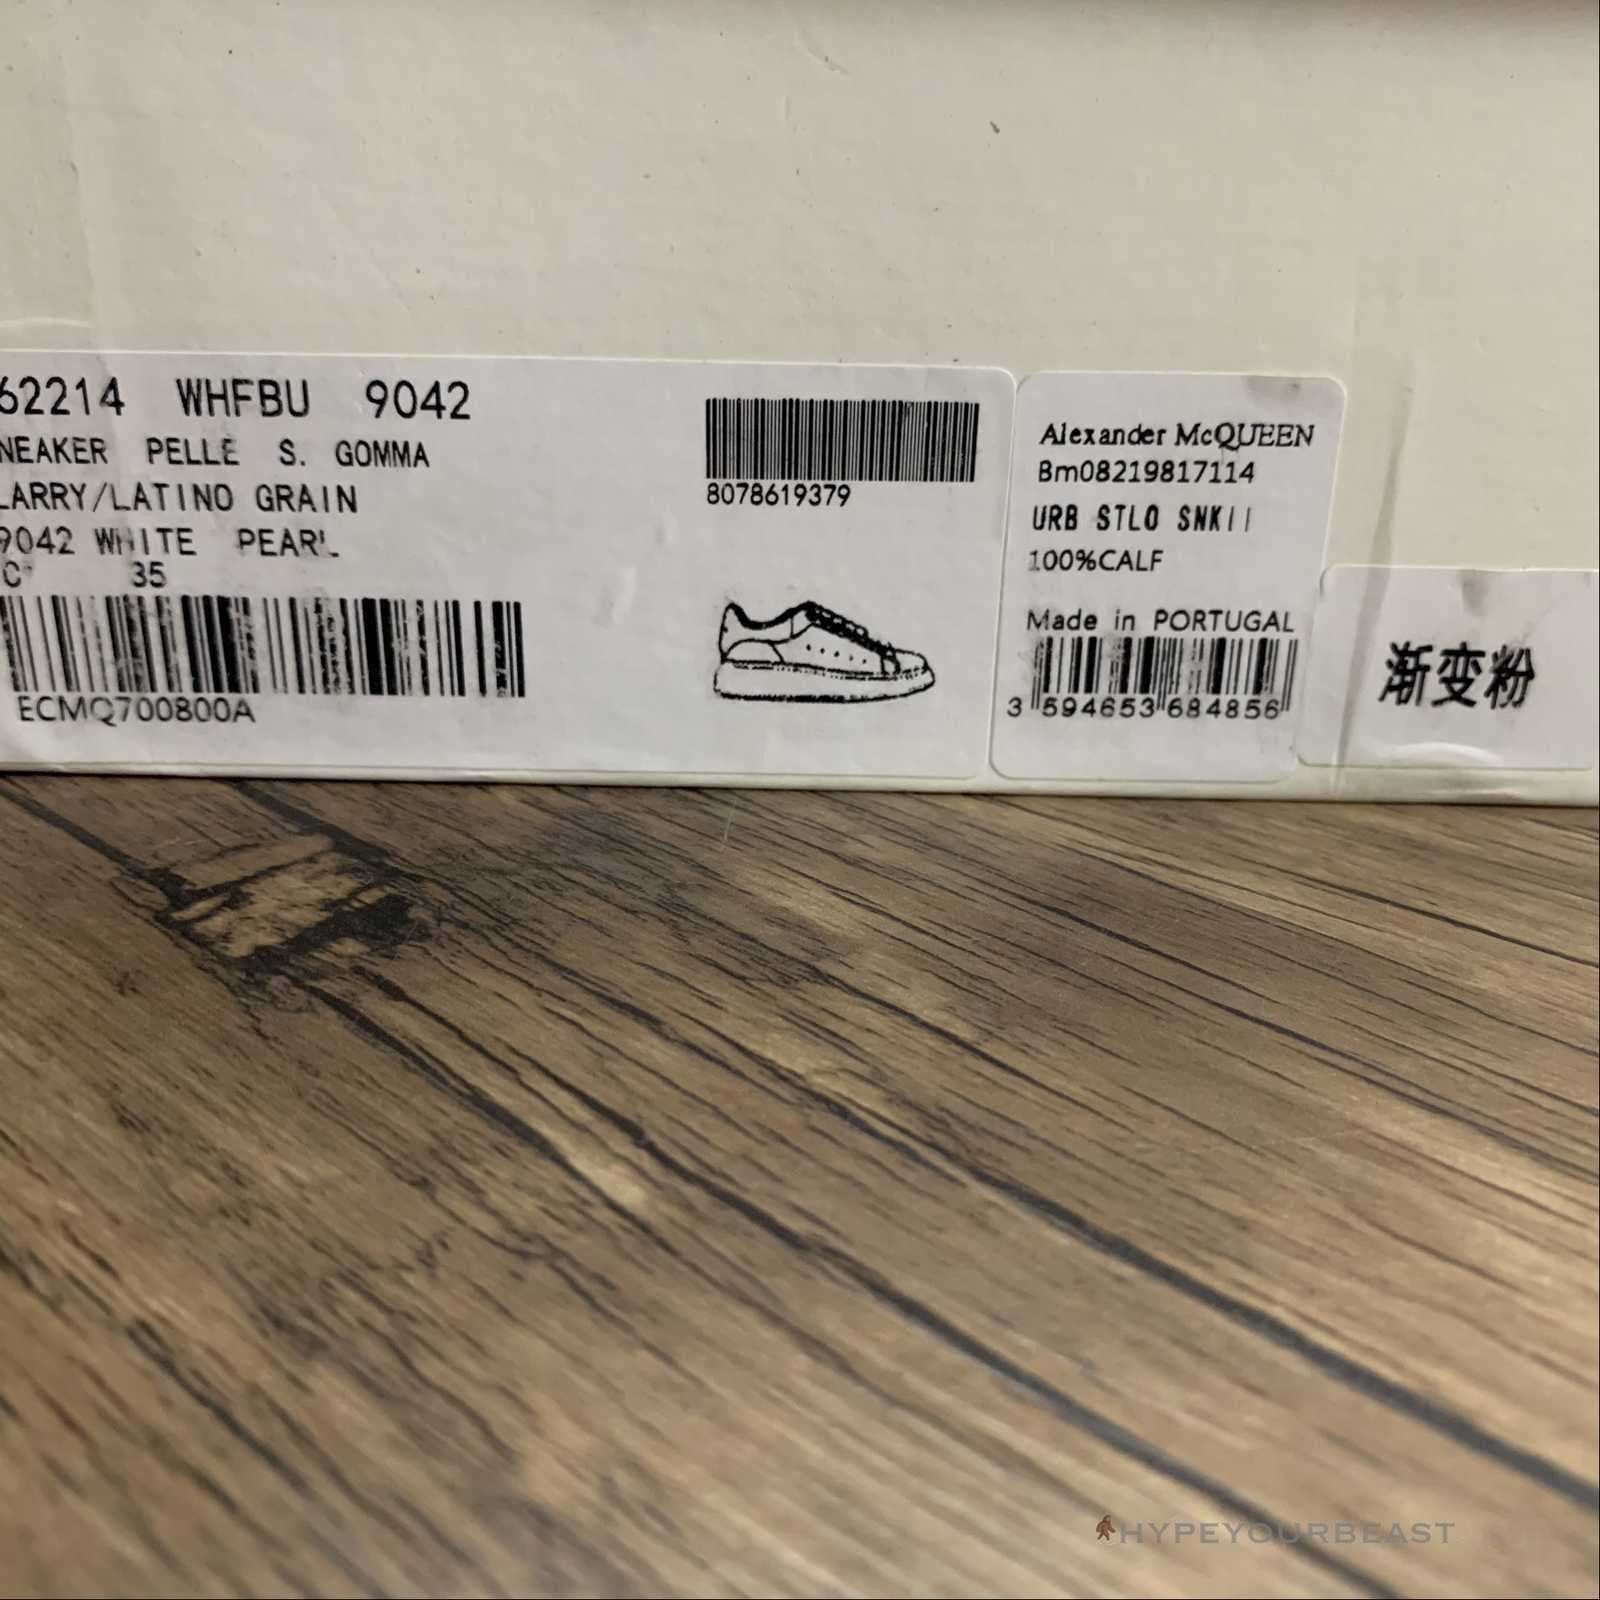 62214 WHFBU 9042
NEAKER PELLE S. GOMMA
LARRY/LATINO GRAIN
9042 WHITE PEARL
35
ECMQ700800A
8078619379
Alexander McQUEEN
Bm08219817114
URB STLO SNKII
100%CALF
Made in PORTUGAL
3 594653 684856
渐变粉
HYPEYOURBEAST